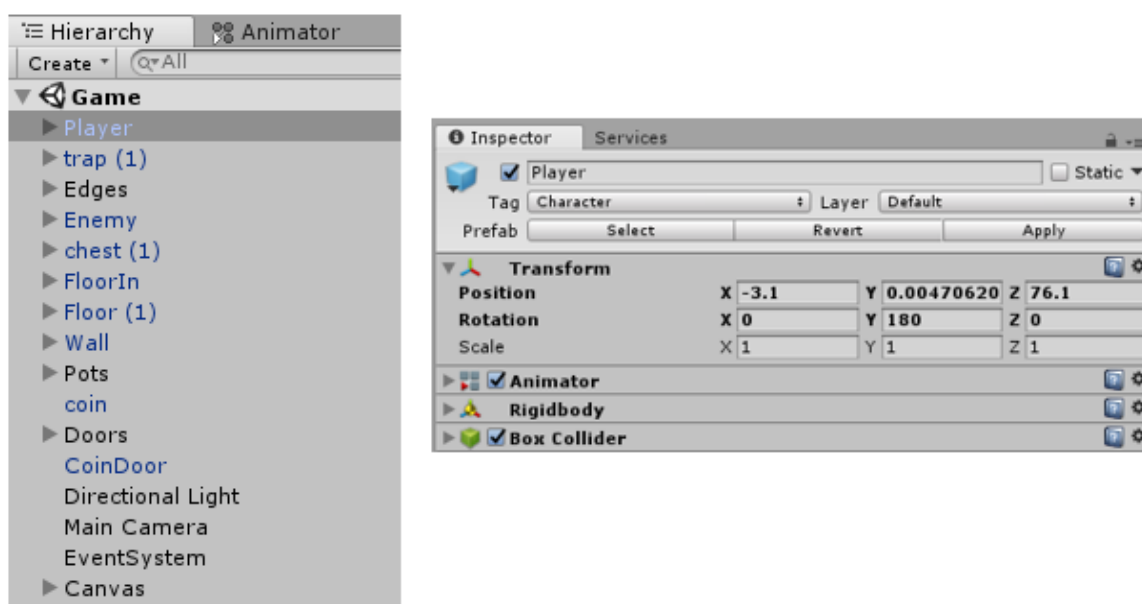 Hierarchy Animator
Create All
Game
Player
trap (1)
Edges
Enemy
chest (1)
FloorIn
Floor (1)
Wall
Pots
coin
Doors
CoinDoor
Directional Light
Main Camera
EventSystem
Canvas
Inspector Services
Player Static
Tag Character Layer Default
Prefab Select Revert Apply
Transform
Position X -3.1 Y 0.00470620 Z 76.1
Rotation X 0 Y 180 Z 0
Scale X 1 Y 1 Z 1
Animator
Rigidbody
Box Collider